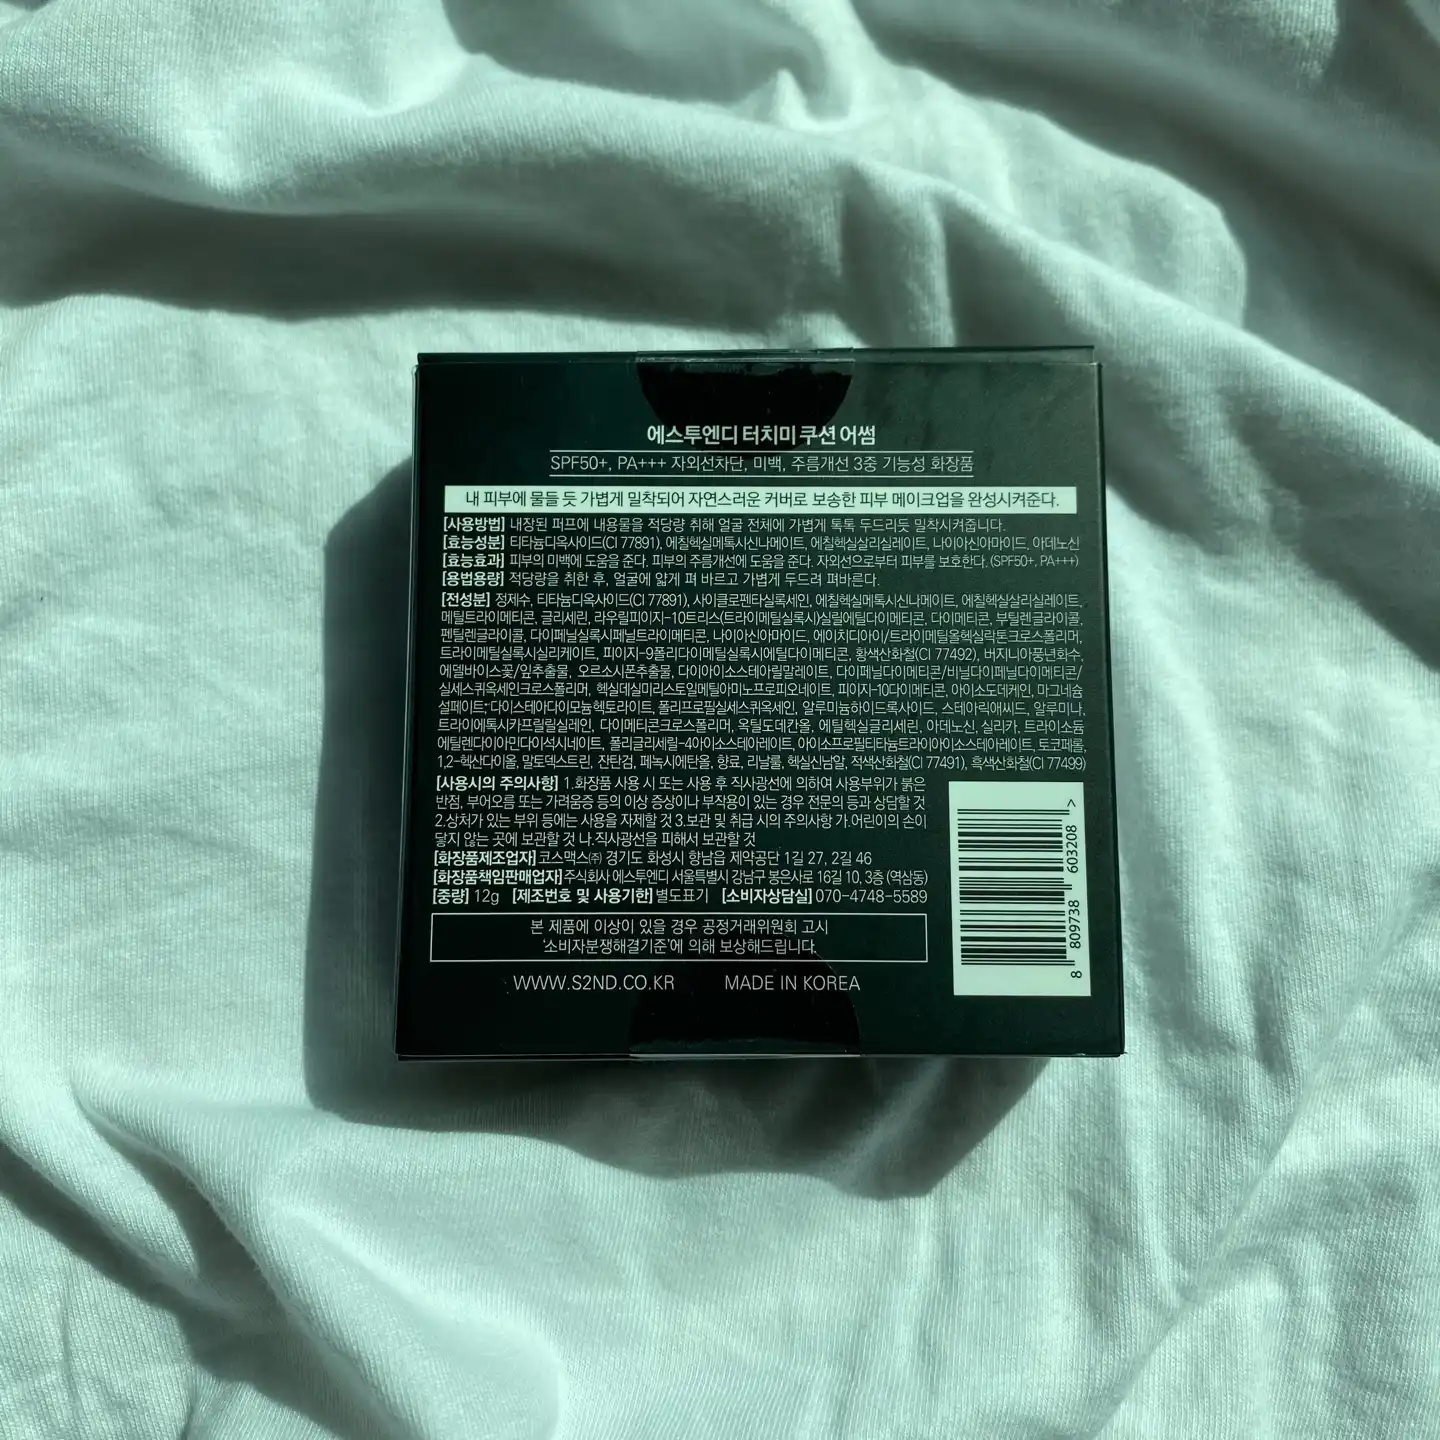 에스투엔디 터치미 쿠션 어썸
SPF50+, PA+++ 자외선차단, 미백, 주름개선 3중 기능성 화장품
내 피부에 물들 듯 가볍게 밀착되어 자연스러운 커버로 보송한 피부 메이크업을 완성시켜준다.
[사용방법] 내장된 퍼프에 내용물을 적당량 취해 얼굴 전체에 가볍게 톡톡 두드리듯 밀착시켜줍니다.
[효능성분] 티타늄디옥사이드(CI 77891), 에칠헥실메톡시신나메이트, 에칠헥실살리실레이트, 나이아신아마이드, 아데노신
[효능효과] 피부의 미백에 도움을 준다. 피부의 주름개선에 도움을 준다. 자외선으로부터 피부를 보호한다. (SPF50+, PA+++)
[용법용량] 적당량을 취한 후, 얼굴에 얇게 펴 바르고 가볍게 두드려 펴바른다.
[전성분] 정제수, 티타늄디옥사이드(CI 77891), 사이클로펜타실록세인, 에칠헥실메톡시신나메이트, 에칠헥실살리실레이트,
메틸트라이메티콘, 글리세린, 라우릴피이지-10트리스(트라이메틸실록시)실릴에틸다이메티콘, 다이메티콘, 부틸렌글라이콜,
펜틸렌글라이콜, 다이페닐실록시페닐트라이메티콘, 나이아신아마이드, 에이치디아이/트라이메틸올헥실락톤크로스폴리머,
트라이메틸실록시실리케이트, 피이지-9폴리다이메틸실록시에틸다이메티콘, 황색산화철(CI 77492), 버지니아풍년화수,
에델바이스꽃/잎추출물, 오르소시폰추출물, 다이아이소스테아릴말레이트, 다이페닐다이메티콘/비닐다이페닐다이메티콘/
실세스퀴옥세인크로스폴리머, 헥실데실미리스토일메틸아미노프로피오네이트, 피이지-10다이메티콘, 아이소도데케인, 마그네슘
설페이트, 다이스테아다이모늄헥토라이트, 폴리프로필실세스퀴옥세인, 알루미늄하이드록사이드, 스테아릭애씨드, 알루미나,
트라이에톡시카프릴릴실레인, 다이메티콘크로스폴리머, 옥틸도데칸올, 에틸헥실글리세린, 아데노신, 실리카, 트라이소듐
에틸렌다이아민다이석시네이트, 폴리글리세릴-4아이소스테아레이트, 아이소프로필티타늄트라이아이소스테아레이트, 토코페롤,
1,2-헥산다이올, 말토덱스트린, 잔탄검, 페녹시에탄올, 향료, 리날룰, 헥실신남알, 적색산화철(CI 77491), 흑색산화철(CI 77499)
[사용시의 주의사항] 1.화장품 사용 시 또는 사용 후 직사광선에 의하여 사용부위가 붉은
반점, 부어오름 또는 가려움증 등의 이상 증상이나 부작용이 있는 경우 전문의 등과 상담할 것
2.상처가 있는 부위 등에는 사용을 자제할 것 3.보관 및 취급 시의 주의사항 가.어린이의 손이
닿지 않는 곳에 보관할 것 나.직사광선을 피해서 보관할 것
[화장품제조업자] 코스맥스㈜ 경기도 화성시 향남읍 제약공단 1길 27, 2길 46
[화장품책임판매업자] 주식회사 에스투엔디 서울특별시 강남구 봉은사로 16길 10, 3층 (역삼동)
[중량] 12g [제조번호 및 사용기한] 별도표기 [소비자상담실] 070-4748-5589
본 제품에 이상이 있을 경우 공정거래위원회 고시
'소비자분쟁해결기준'에 의해 보상해드립니다.
WWW.S2ND.CO.KR MADE IN KOREA
8 809738 603208 >